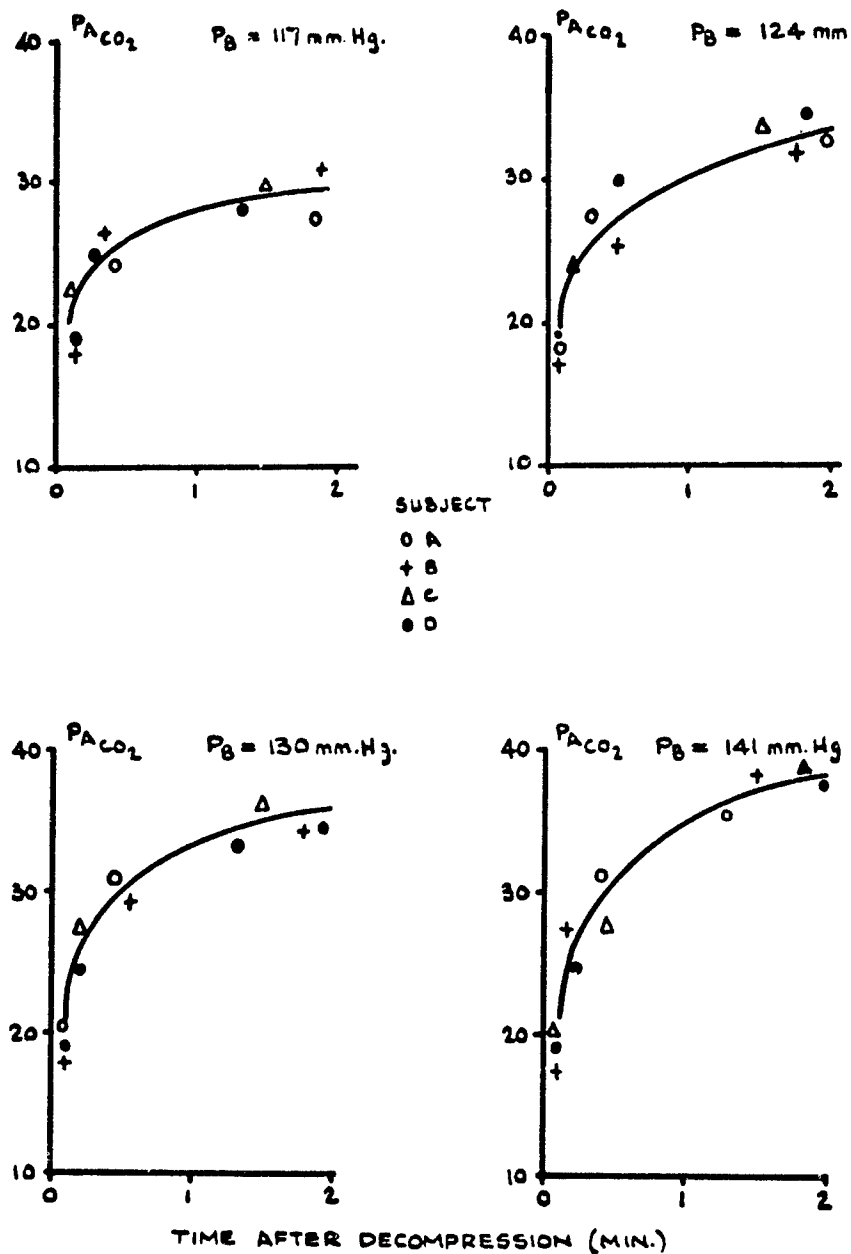 PACO2 PB = 117 mm.Hg.
40
30
20
10
0 1 2
PACO2 PB = 124 mm
40
30
20
10
0 1 2
SUBJECT
O A
+ B
Δ C
● D
PACO2 PB = 130 mm.Hg.
40
30
20
10
0 1 2
PACO2 PB = 141 mm.Hg
40
30
20
10
0 1 2
TIME AFTER DECOMPRESSION (MIN.)